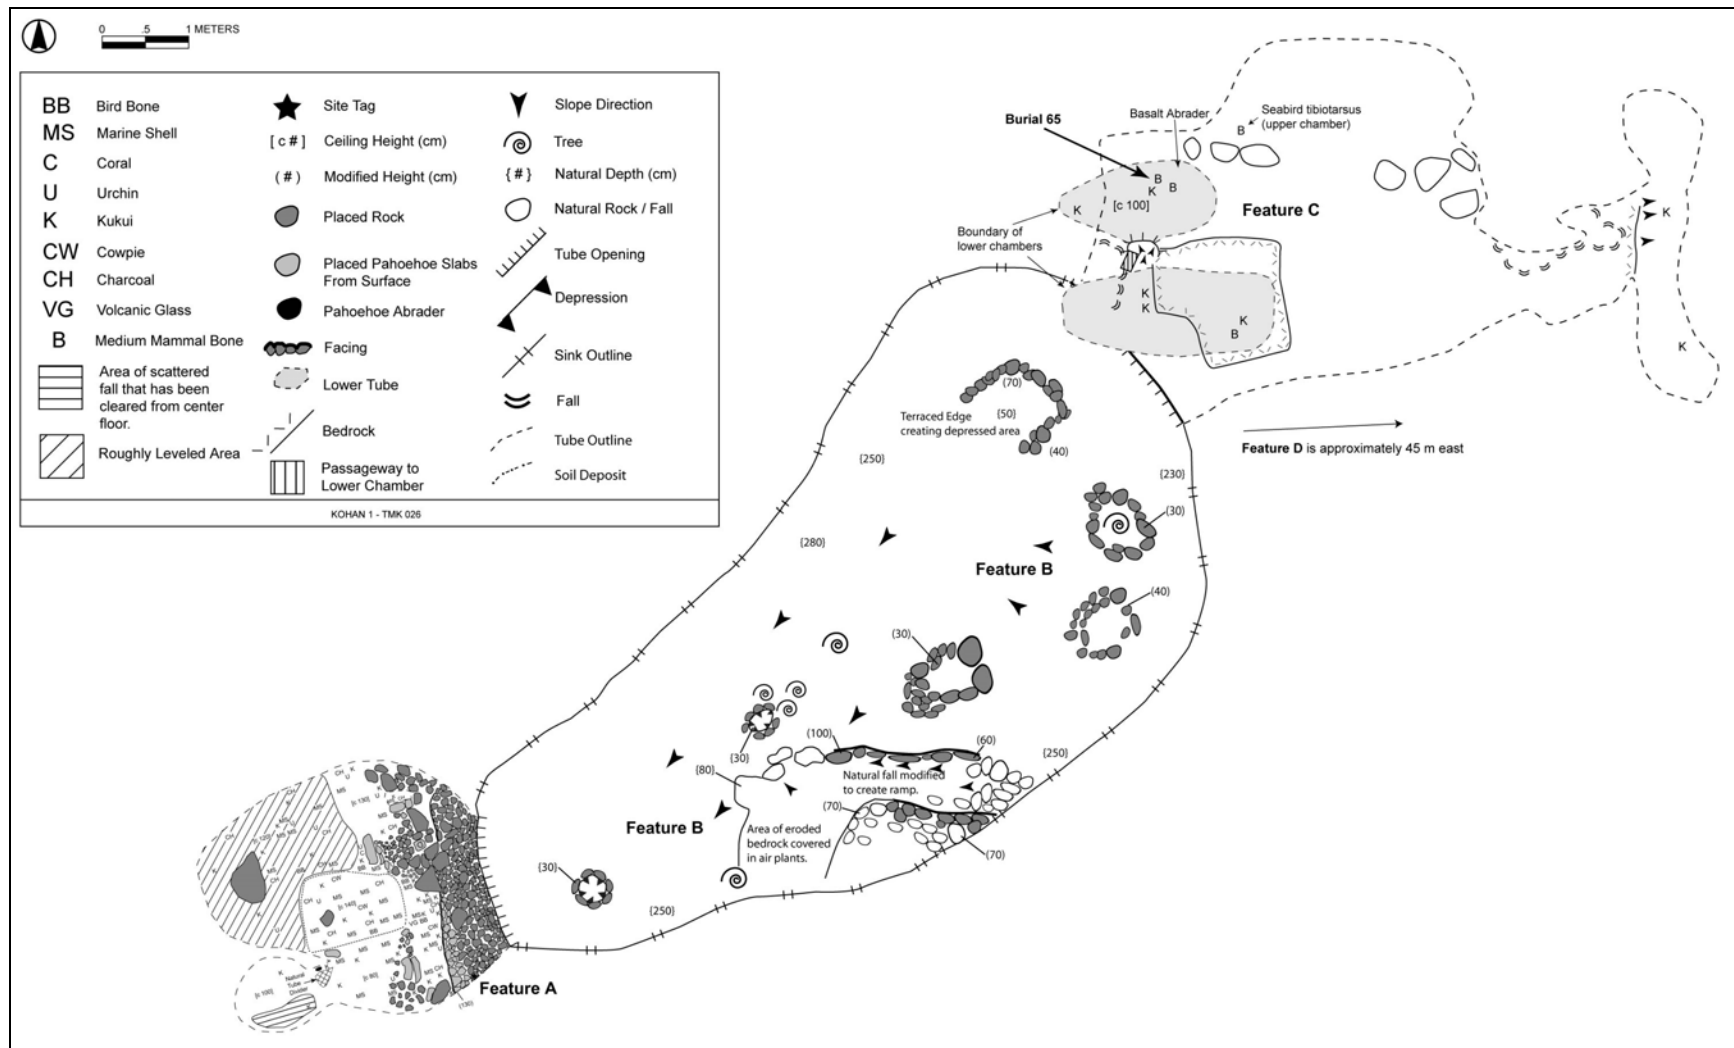 0 .5 1 METERS
BB Bird Bone
MS Marine Shell
C Coral
U Urchin
K Kukui
CW Cowpie
CH Charcoal
VG Volcanic Glass
B Medium Mammal Bone
Area of scattered
fall that has been
cleared from center
floor.
Roughly Leveled Area
Site Tag
[ c # ] Ceiling Height (cm)
( # ) Modified Height (cm)
Placed Rock
Placed Pahoehoe Slabs
From Surface
Pahoehoe Abrader
Facing
Lower Tube
Bedrock
Passageway to
Lower Chamber
Slope Direction
Tree
{ # } Natural Depth (cm)
Natural Rock / Fall
Tube Opening
Depression
Sink Outline
Fall
Tube Outline
Soil Deposit
KOHAN 1 - TMK 026
Burial 65
Basalt Abrader
Seabird tibiotarsus
(upper chamber)
B
B
K
B
K
[c 100]
Feature C
Boundary of
lower chambers
K
K
K
B
K
K
(70)
{50}
Terraced Edge
creating depressed area
(40)
Feature D is approximately 45 m east
{250}
{230}
(30)
{280}
Feature B
(40)
(30)
(100)
(60)
{250}
{30}
{80}
Natural fall modified
to create ramp.
(70)
Feature B
Area of eroded
bedrock covered
in air plants.
(70)
(30)
{250}
[c 130]
[c 120]
[c 140]
[c 80]
[c 100]
Natural
Tube
Divider
(130)
Feature A